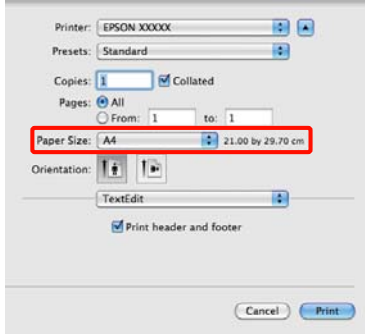 Printer: EPSON XXXXX
Presets: Standard
Copies: 1 Collated
Pages: All
From: 1 to: 1
Paper Size: A4 21.00 by 29.70 cm
Orientation:
TextEdit
Print header and footer
Cancel Print